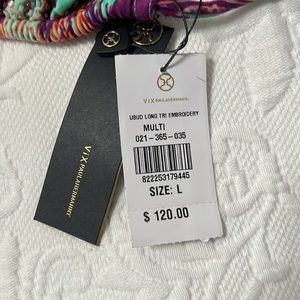 VIX PAULAHERMANNY
UBUD LONG TRI EMBROIDERY
MULTI
021-365-035
822253179445
SIZE: L
$ 120.00
VIX
PAULAHERMANNY